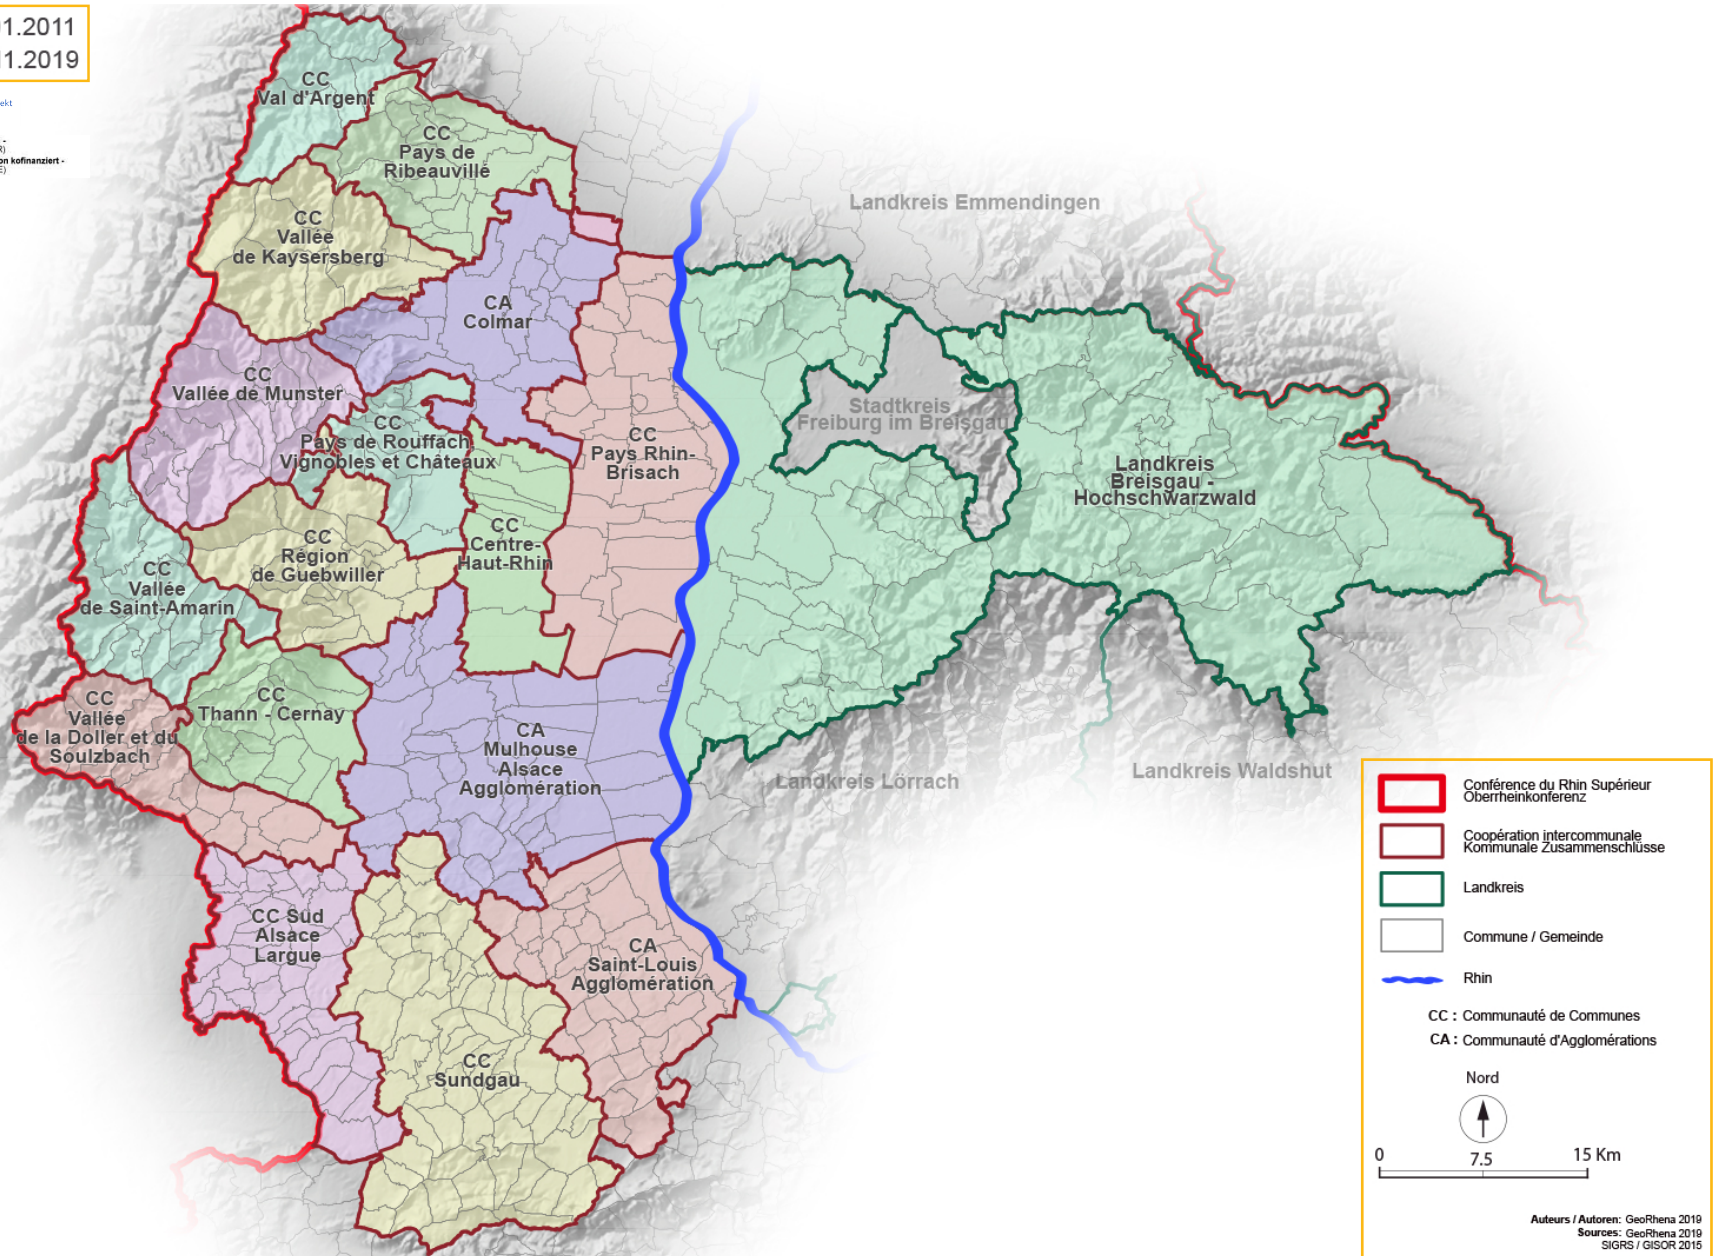 1.2011
1.2019
ekt
on kofinanziert -
CC
Val d'Argent
CC
Pays de
Ribeauvillé
CC
Vallée
de Kaysersberg
Landkreis Emmendingen
CA
Colmar
CC
Vallée de Munster
CC
Pays de Rouffach,
Vignobles et Châteaux
CC
Pays Rhin-
Brisach
Stadtkreis
Freiburg im Breisgau
Landkreis
Breisgau -
Hochschwarzwald
CC
Centre-
Haut-Rhin
CC
Région
de Guebwiller
CC
Vallée
de Saint-Amarin
CC
Thann - Cernay
CC
Vallée
de la Doller et du
Soulzbach
CA
Mulhouse
Alsace
Agglomération
Landkreis Lörrach
Landkreis Waldshut
CC Sud
Alsace
Largue
CA
Saint-Louis
Agglomération
CC
Sundgau
Conférence du Rhin Supérieur
Oberrheinkonferenz
Coopération intercommunale
Kommunale Zusammenschlüsse
Landkreis
Commune / Gemeinde
Rhin
CC : Communauté de Communes
CA : Communauté d'Agglomérations
Nord
0 7.5 15 Km
Auteurs / Autoren: GeoRhena 2019
Sources: GeoRhena 2019
SIGRS / GISOR 2015